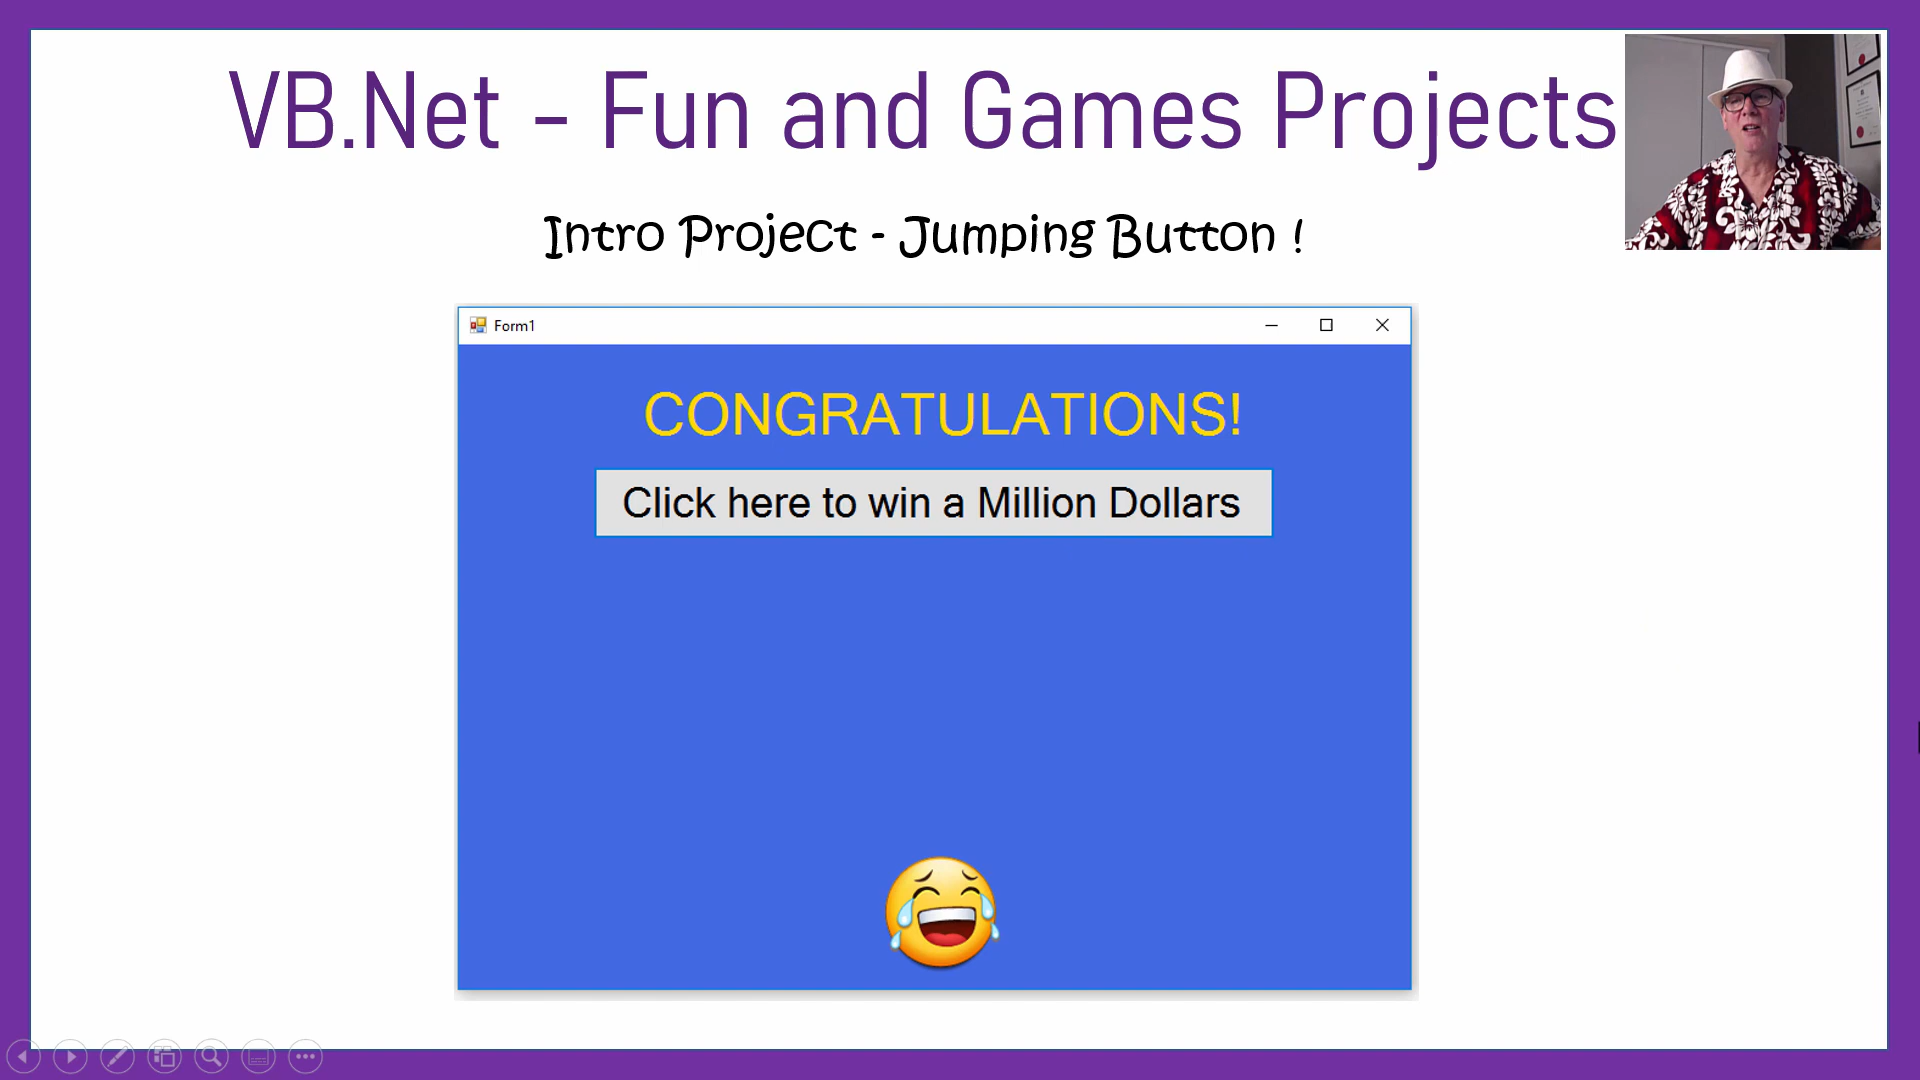 VB.Net - Fun and Games Projects
Intro Project - Jumping Button !
Form1
CONGRATULATIONS!
Click here to win a Million Dollars